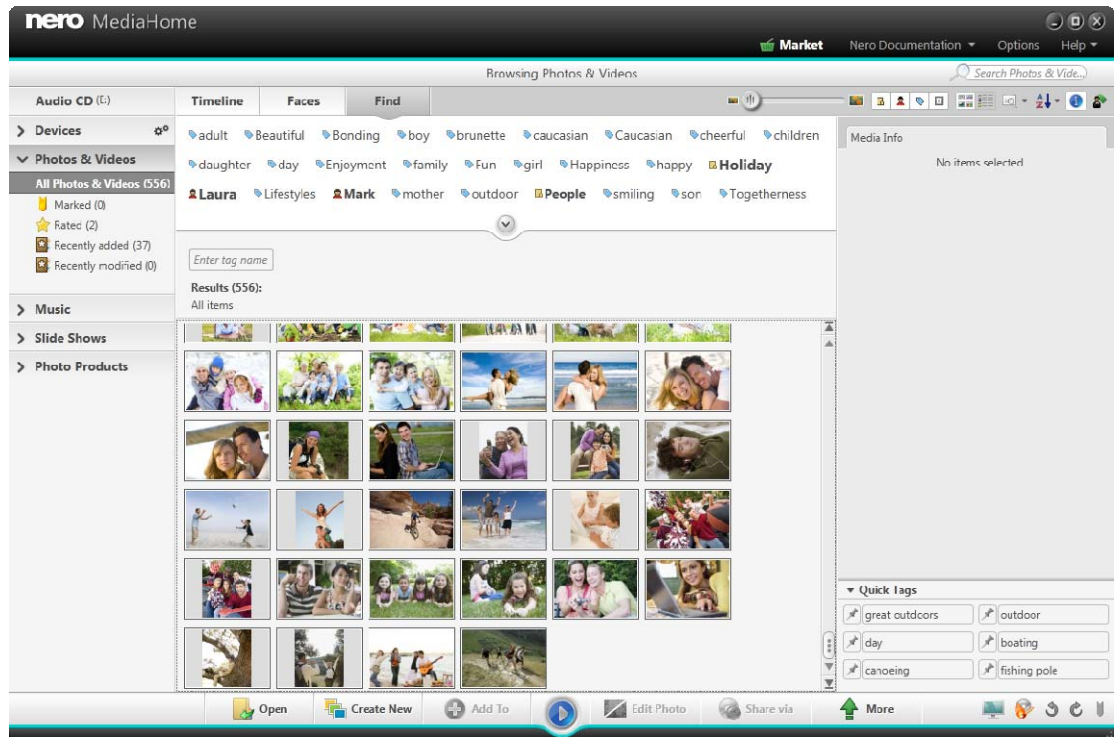 nero MediaHome
Market Nero Documentation Options Help
Browsing Photos & Videos Search Photos & Vide...
Audio CD Timeline Faces Find
Devices
adult Beautiful Bonding boy brunette caucasian Caucasian cheerful children
Media Info
Photos & Videos
daughter day Enjoyment family Fun girl Happiness happy Holiday
No items selected
All Photos & Videos (556)
Laura Lifestyles Mark mother outdoor People smiling son Togetherness
Marked (0)
Rated (2)
Recently added (37)
Recently modified (0)
Enter tag name
Results (556):
All items
Music
Slide Shows
Photo Products
Quick Tags
great outdoors outdoor
day boating
canoeing fishing pole
Open Create New Add To Edit Photo Share via More